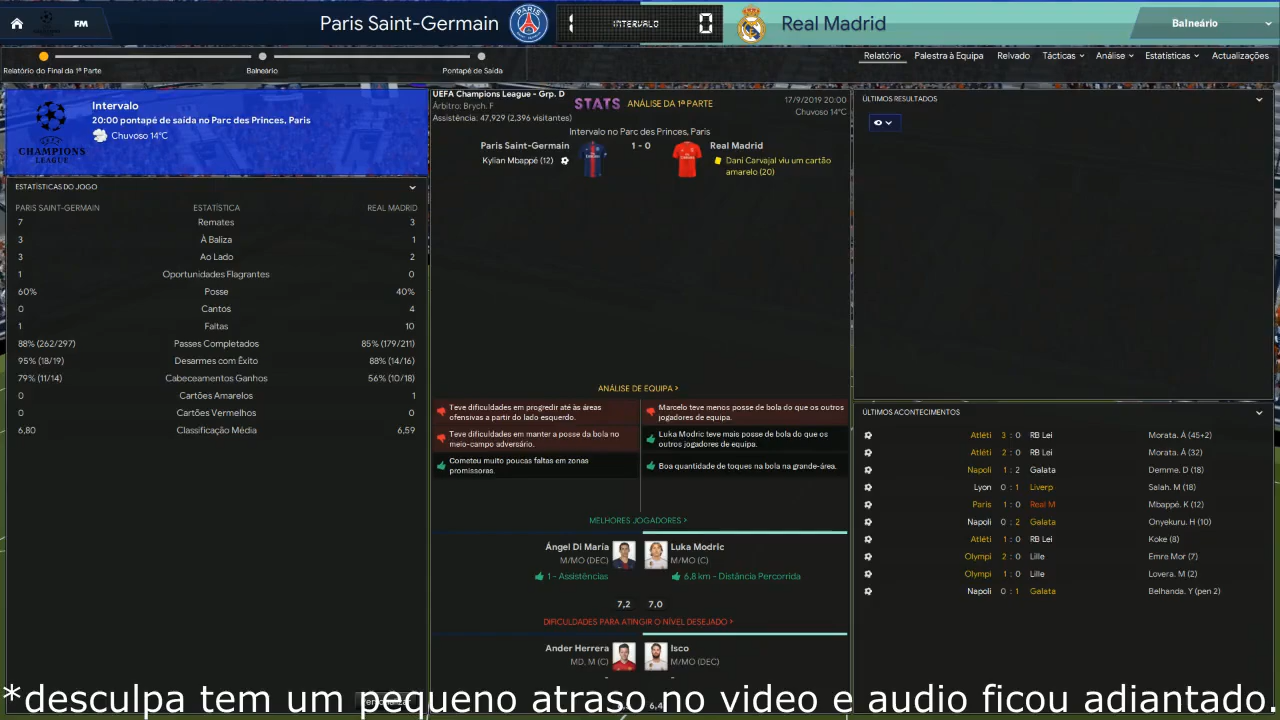 FM
Paris Saint-Germain
1 INTERVALO 0
Real Madrid
Balneário
Relatório do Final da 1ª Parte
Balneário
Pontapé de Saída
Relatório Palestra à Equipa Relvado Tácticas Análise Estatísticas Actualizações
CHAMPIONS
LEAGUE
Intervalo
20:00 pontapé de saída no Parc des Princes, Paris
Chuvoso 14°C
ESTATÍSTICAS DO JOGO
PARIS SAINT-GERMAIN ESTATÍSTICA REAL MADRID
7 Remates 3
3 À Baliza 1
3 Ao Lado 2
1 Oportunidades Flagrantes 0
60% Posse 40%
0 Cantos 4
1 Faltas 10
88% (262/297) Passes Completados 85% (179/211)
95% (18/19) Desarmes com Êxito 88% (14/16)
79% (11/14) Cabeceamentos Ganhos 56% (10/18)
0 Cartões Amarelos 1
0 Cartões Vermelhos 0
6,80 Classificação Média 6,59
UEFA Champions League - Grp. D
Árbitro: Brych. F
Assistência: 47,929 (2,396 visitantes)
STATS ANÁLISE DA 1ª PARTE
17/9/2019 20:00
Chuvoso 14°C
Intervalo no Parc des Princes, Paris
Paris Saint-Germain 1 - 0 Real Madrid
Kylian Mbappé (12)
Dani Carvajal viu um cartão
amarelo (20)
ANÁLISE DE EQUIPA >
Teve dificuldades em progredir até às áreas
ofensivas a partir do lado esquerdo.
Teve dificuldades em manter a posse da bola no
meio-campo adversário.
Cometeu muito poucas faltas em zonas
promissoras.
Marcelo teve menos posse de bola do que os outros
jogadores de equipa.
Luka Modric teve mais posse de bola do que os
outros jogadores de equipa.
Boa quantidade de toques na bola na grande-área.
MELHORES JOGADORES >
Ángel Di María
M/MO (DEC)
1 - Assistências
7,2
Luka Modric
M/MO (C)
6,8 km - Distância Percorrida
7,0
DIFICULDADES PARA ATINGIR O NÍVEL DESEJADO >
Ander Herrera
MD, M (C)
Isco
M/MO (DEC)
ÚLTIMOS RESULTADOS
ÚLTIMOS ACONTECIMENTOS
Atléti 3 : 0 RB Lei Morata. Á (45+2)
Atléti 2 : 0 RB Lei Morata. Á (32)
Napoli 1 : 2 Galata Demme. D (18)
Lyon 0 : 1 Liverp Salah. M (18)
Paris 1 : 0 Real M Mbappé. K (12)
Napoli 0 : 2 Galata Onyekuru. H (10)
Atléti 1 : 0 RB Lei Koke (8)
Olympi 2 : 0 Lille Emre Mor (7)
Olympi 1 : 0 Lille Lovera. M (2)
Napoli 0 : 1 Galata Belhanda. Y (pen 2)
*desculpa tem um pequeno atraso no video e audio ficou adiantado.